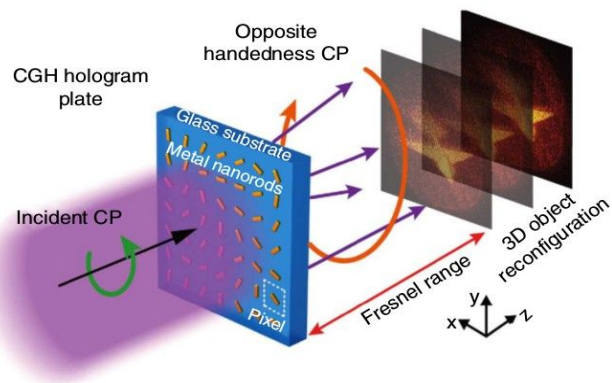 Opposite
handedness CP
CGH hologram
plate
Glass substrate
Metal nanorods
Incident CP
Pixel
Fresnel range
3D object
reconfiguration
y
x
z